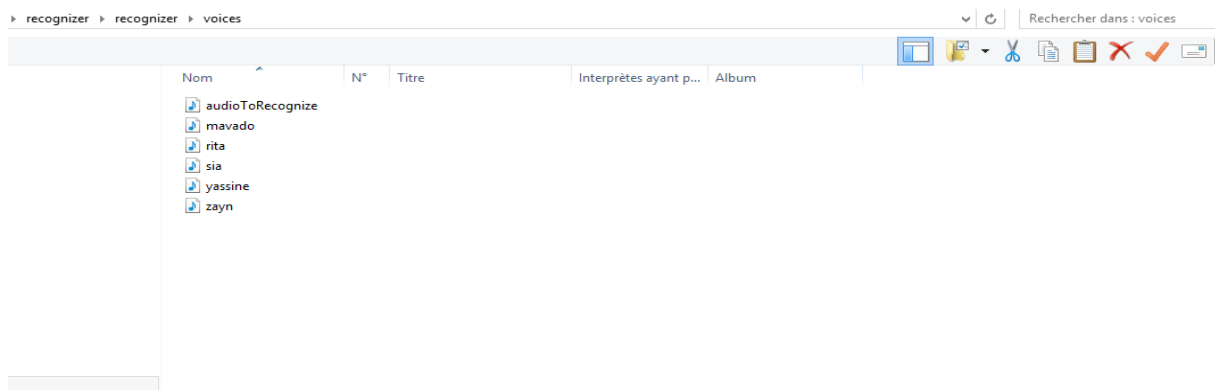 recognizer recognizer voices Rechercher dans : voices
Nom N° Titre Interprètes ayant p... Album
audioToRecognize
mavado
rita
sia
yassine
zayn